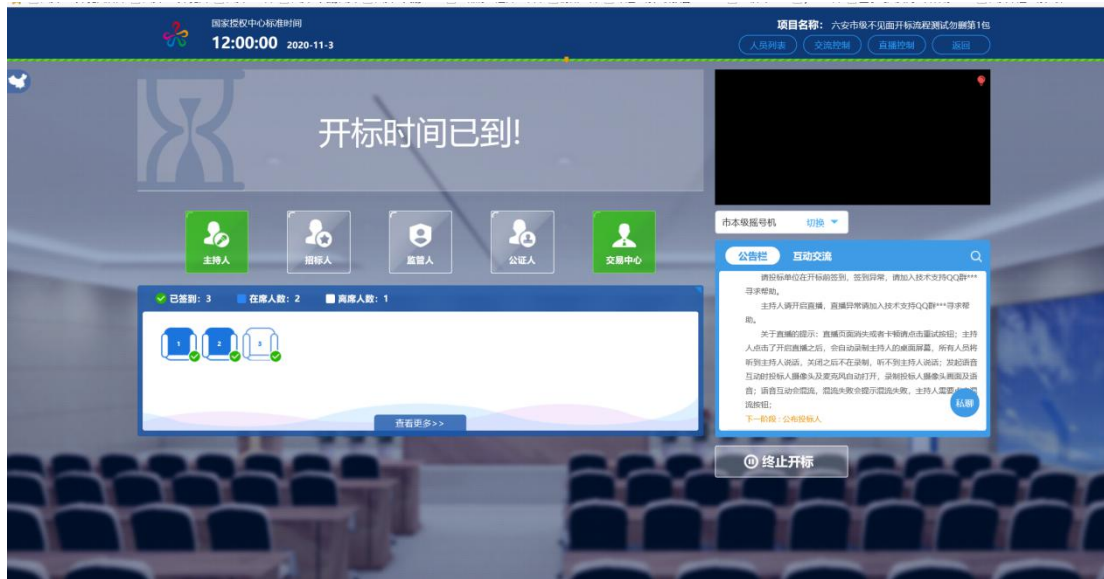 国家授权中心标准时间
12:00:00 2020-11-3
项目名称： 六安市级不见面开标流程测试勿删第1包
人员列表 交流控制 直播控制 返回
开标时间已到!
市本级摇号机 切换
主持人 招标人 监管人 公证人 交易中心
公告栏 互动交流
已签到：3 在席人数：2 离席人数：1
1 2 3
查看更多>>
请投标单位在开标前签到，签到异常，请加入技术支持QQ群***
寻求帮助。
主持人请开启直播，直播异常请加入技术支持QQ群***寻求帮
助。
关于直播的提示：直播页面消失或者卡顿请点击重试按钮；主持
人点击了开启直播之后，会自动录制主持人的桌面屏幕，所有人员将
听到主持人说话，关闭之后不在录制，听不到主持人说话；发起语音
互动时投标人摄像头及麦克风自动打开，录制投标人摄像头画面及语
音；语音互动会混流，混流失败会提示混流失败，主持人需要
流按钮；
私聊
下一阶段：公布投标人
终止开标